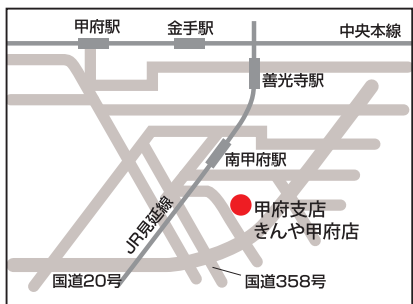 甲府駅
金手駅
中央本線
善光寺駅
南甲府駅
JR見延線
甲府支店
きんや甲府店
国道20号
国道358号